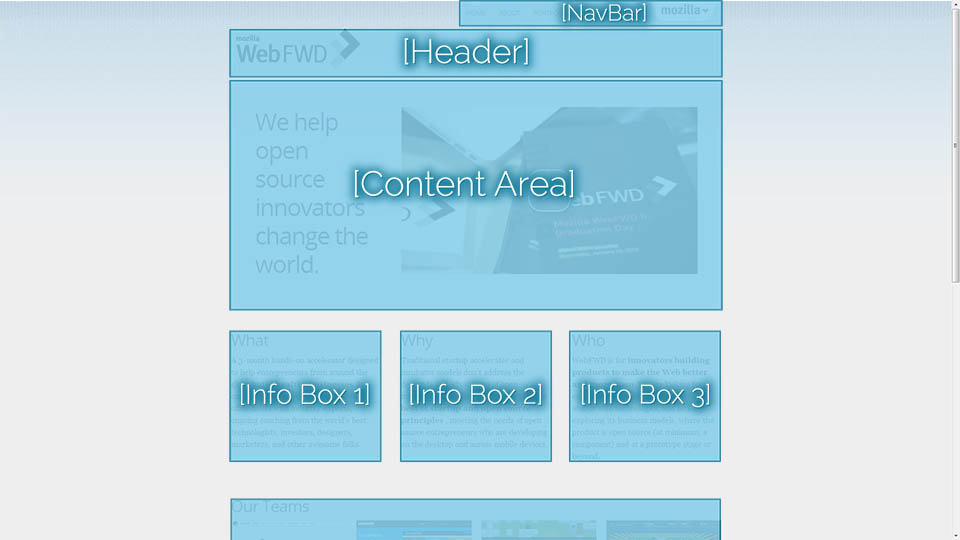 HOME ABOUT
[NavBar]
mozilla
mozilla
WebFWD
[Header]
We help
open
source
innovators
change the
world.
[Content Area]
ebFWD
Mozilla WebFWD
Graduation Day
What
A 3-month hands-on accelerator designed
to help entrepreneurs from around the
[Info Box 1]
ongoing coaching from the world's best
technologists, investors, designers,
marketers, and other awesome folks.
Why
Traditional startup accelerator and
incubator models don't address the
[Info Box 2]
principles , meeting the needs of open
source entrepreneurs who are developing
on the desktop and across mobile devices.
Who
WebFWD is for innovators building
products to make the Web better
[Info Box 3]
exploring its business models, where the
product is open source (at minimum, a
component) and at a prototype stage or
beyond.
Our Teams